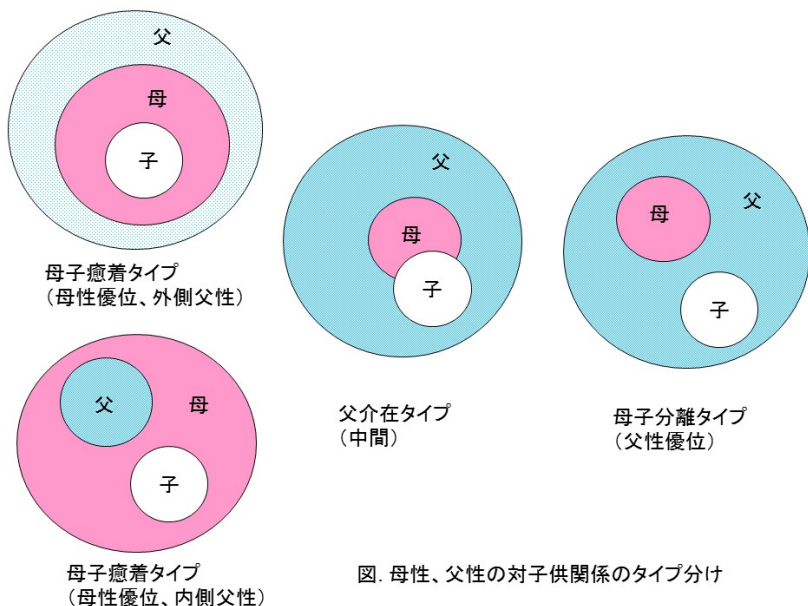 父
母
子
母子癒着タイプ
（母性優位、外側父性）
父
母
子
父介在タイプ
（中間）
父
母
子
母子分離タイプ
（父性優位）
父
母
子
母子癒着タイプ
（母性優位、内側父性）
図. 母性、父性の対子供関係のタイプ分け